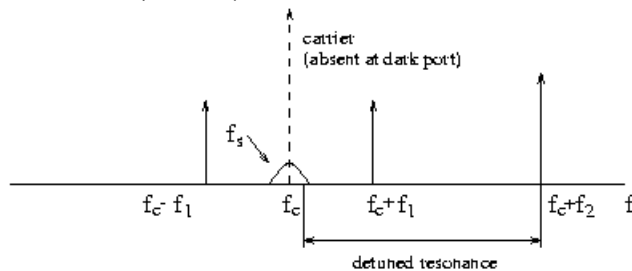 carrier
(absent at dark port)
f_s
f_c - f_1
f_c
f_c+f_1
f_c+f_2
f
detuned resonance